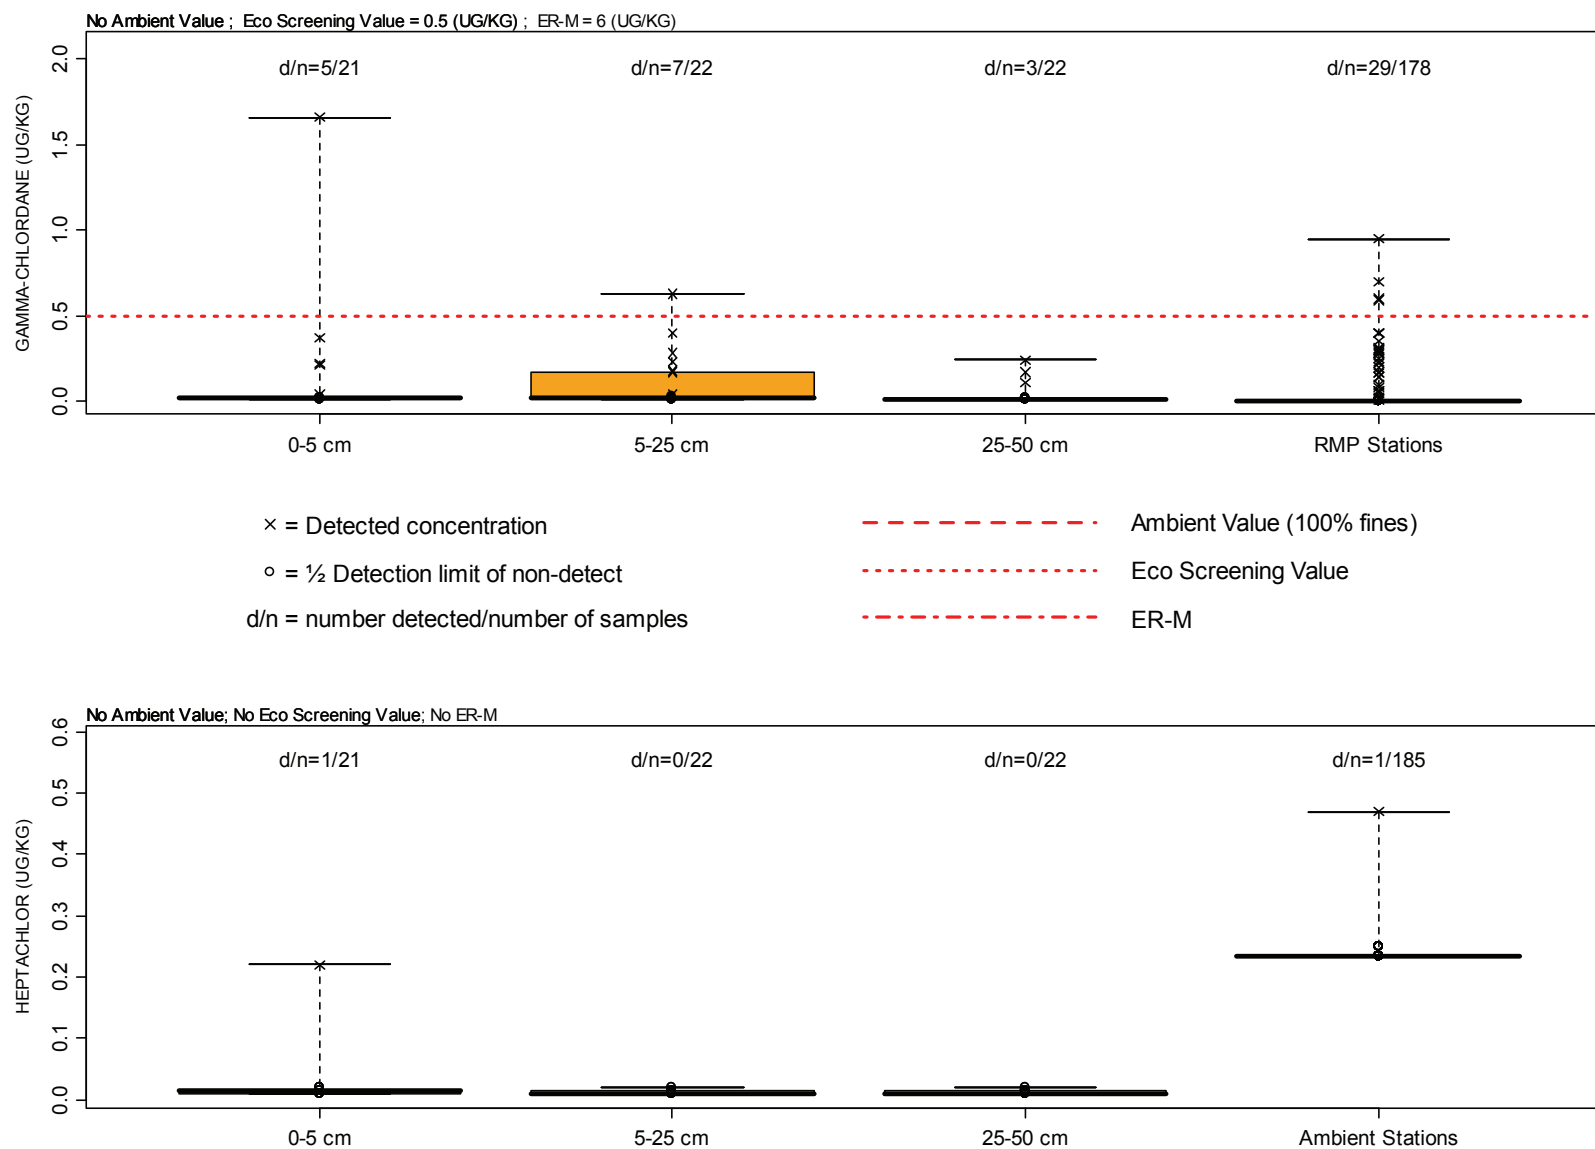 No Ambient Value ; Eco Screening Value = 0.5 (UG/KG) ; ER-M = 6 (UG/KG)
GAMMA-CHLORDANE (UG/KG)
2.0
1.5
1.0
0.5
0.0
d/n=5/21 d/n=7/22 d/n=3/22 d/n=29/178
0-5 cm 5-25 cm 25-50 cm RMP Stations
× = Detected concentration
o = ½ Detection limit of non-detect
d/n = number detected/number of samples
Ambient Value (100% fines)
Eco Screening Value
ER-M
No Ambient Value; No Eco Screening Value; No ER-M
HEPTACHLOR (UG/KG)
0.6
0.5
0.4
0.3
0.2
0.1
0.0
d/n=1/21 d/n=0/22 d/n=0/22 d/n=1/185
0-5 cm 5-25 cm 25-50 cm Ambient Stations